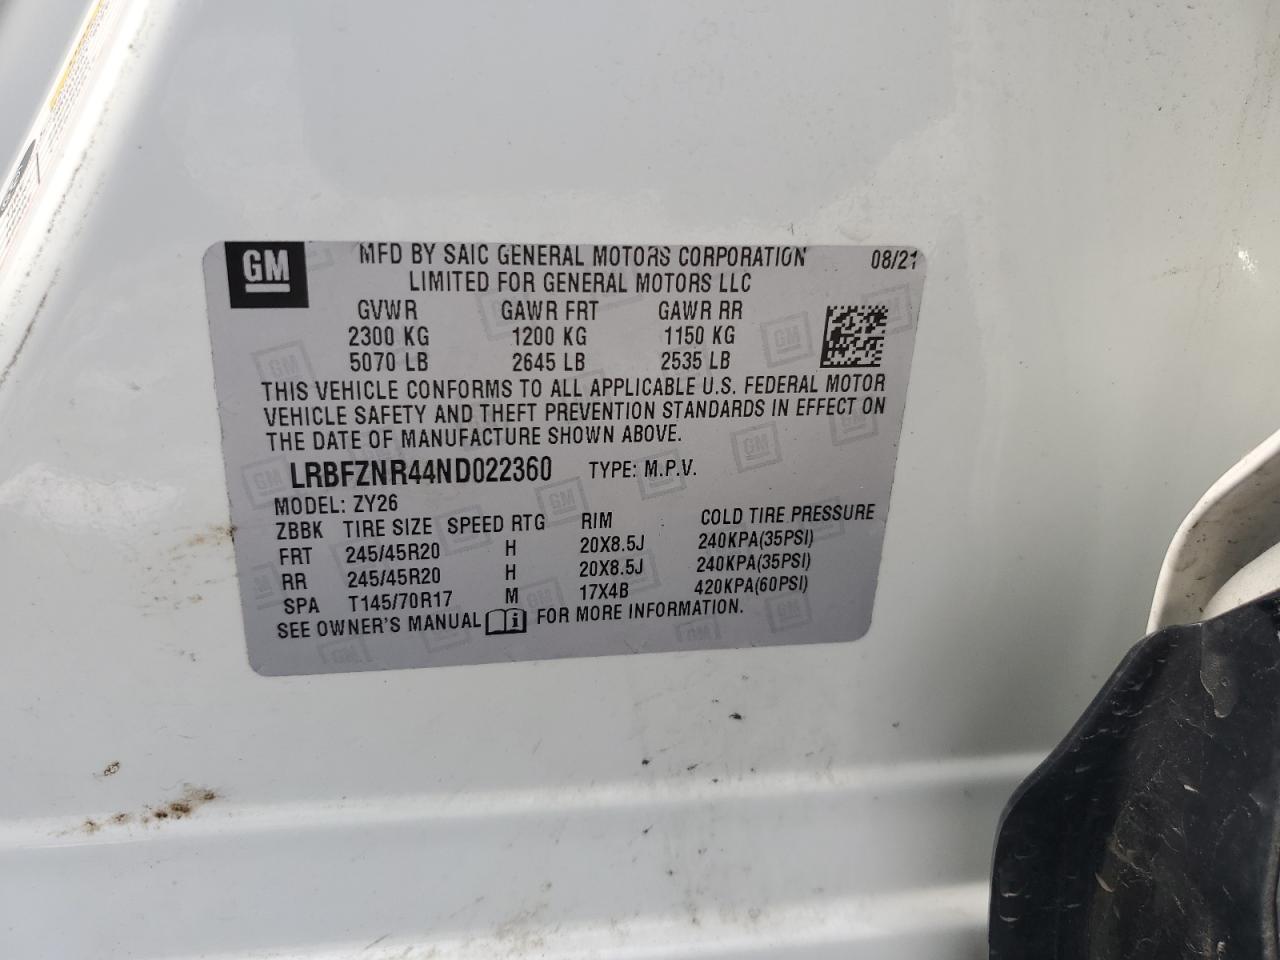 GM
MFD BY SAIC GENERAL MOTORS CORPORATION 08/21
LIMITED FOR GENERAL MOTORS LLC
GVWR GAWR FRT GAWR RR
2300 KG 1200 KG 1150 KG
5070 LB 2645 LB 2535 LB
THIS VEHICLE CONFORMS TO ALL APPLICABLE U.S. FEDERAL MOTOR
VEHICLE SAFETY AND THEFT PREVENTION STANDARDS IN EFFECT ON
THE DATE OF MANUFACTURE SHOWN ABOVE.
LRBFZNR44ND022360 TYPE: M.P.V.
MODEL: ZY26
ZBBK TIRE SIZE SPEED RTG RIM COLD TIRE PRESSURE
FRT 245/45R20 H 20X8.5J 240KPA(35PSI)
RR 245/45R20 H 20X8.5J 240KPA(35PSI)
SPA T145/70R17 M 17X4B 420KPA(60PSI)
SEE OWNER'S MANUAL i FOR MORE INFORMATION.